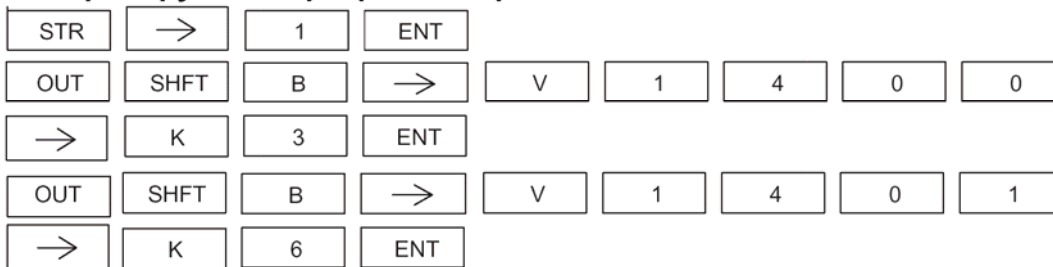 STR → 1 ENT
OUT SHFT B → V 1 4 0 0
→ K 3 ENT
OUT SHFT B → V 1 4 0 1
→ K 6 ENT